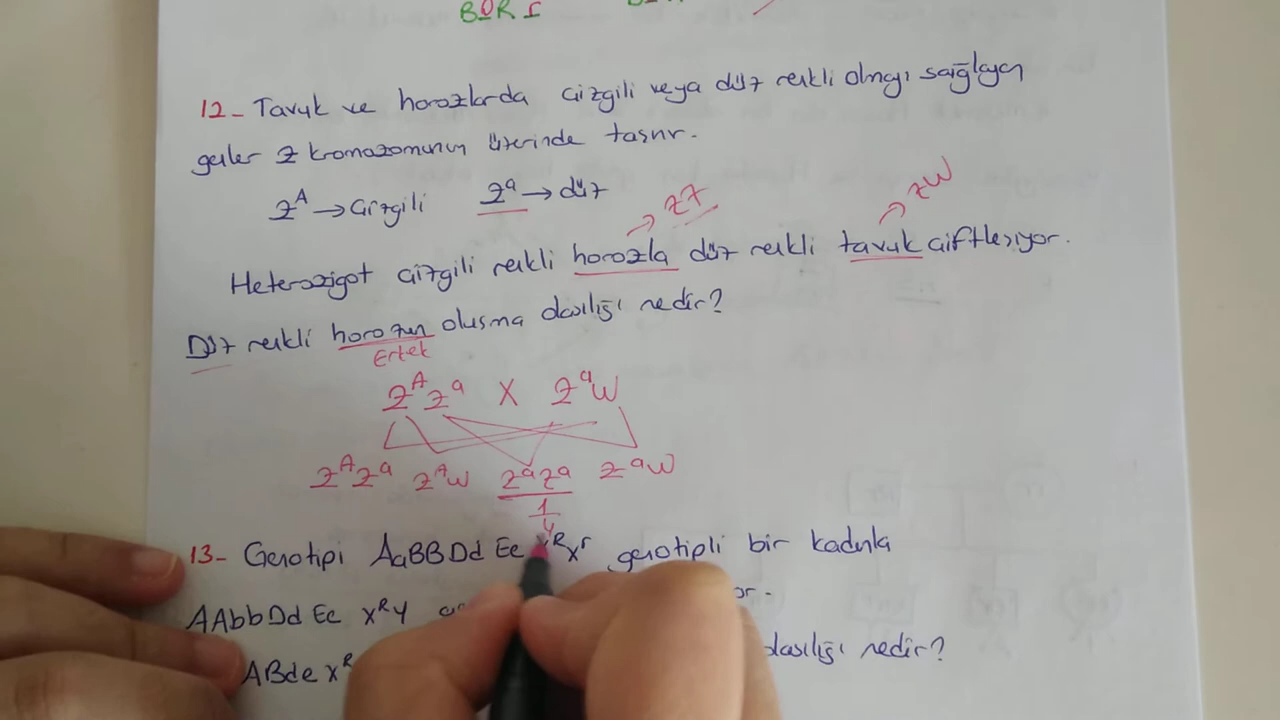 BORI
12- Tavuk ve horozlarda çizgili veya düz renkli olmayı sağlayan
genler Z kromozomunun üzerinde taşınır.
Z^A → Çizgili Z^a → düz
→ ZZ → ZW
Heterozigot çizgili renkli horozla düz renkli tavuk çiftleşiyor.
Düz renkli horozun oluşma olasılığı nedir?
Erkek
Z^A Z^a X Z^a W
Z^A Z^a Z^A W Z^a Z^a Z^a W
1/4
13- Genotipi AaBBDdEe X^R X^r genotipli bir kadınla
AAbbDdEe X^R Y
ABde X^R olasılığı nedir?